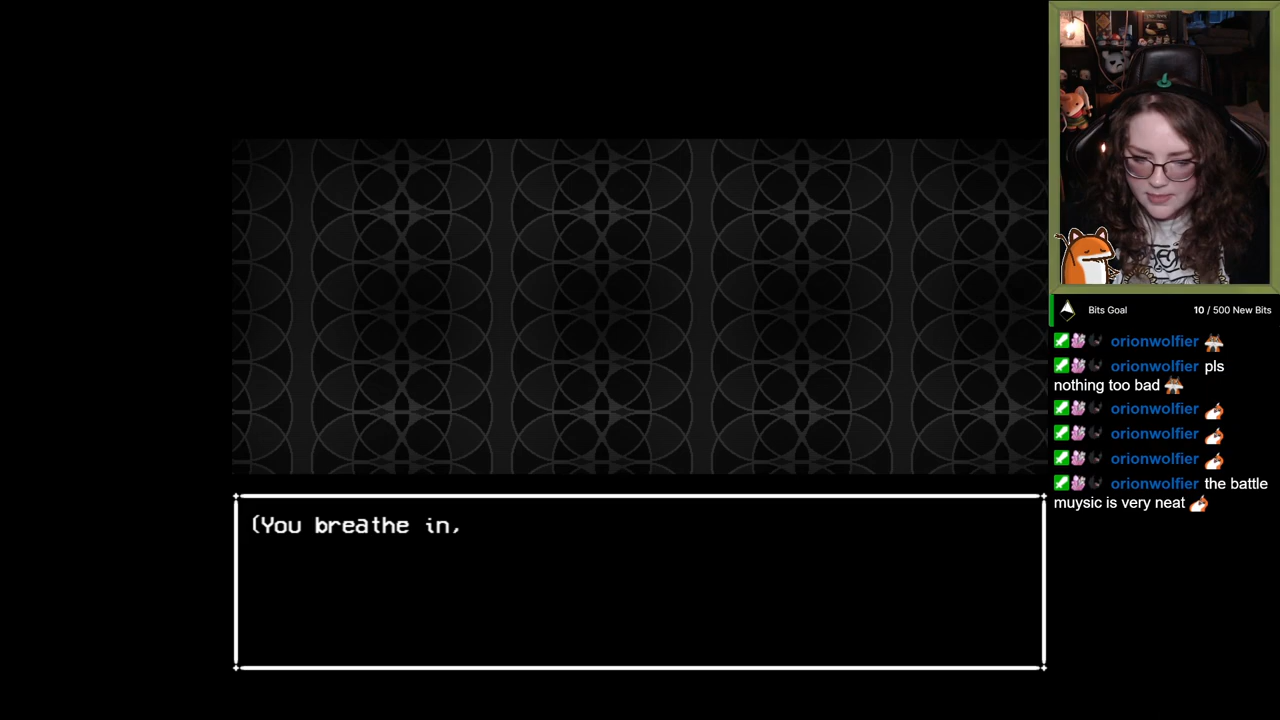 (You breathe in,
Bits Goal 10 / 500 New Bits
orionwolfier
orionwolfier pls
nothing too bad
orionwolfier
orionwolfier
orionwolfier
orionwolfier the battle
muysic is very neat